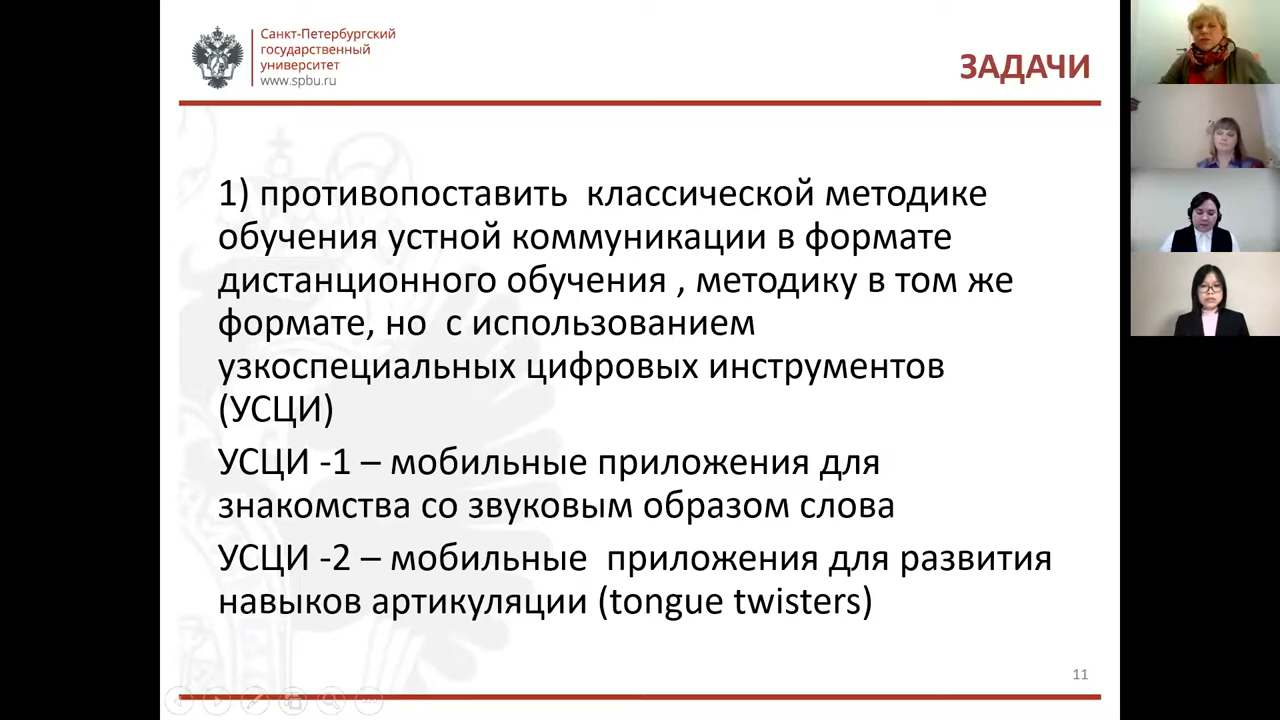 Санкт-Петербургский
государственный
университет
www.spbu.ru
ЗАДАЧИ
1) противопоставить классической методике
обучения устной коммуникации в формате
дистанционного обучения , методику в том же
формате, но с использованием
узкоспециальных цифровых инструментов
(УСЦИ)
УСЦИ -1 – мобильные приложения для
знакомства со звуковым образом слова
УСЦИ -2 – мобильные приложения для развития
навыков артикуляции (tongue twisters)
11